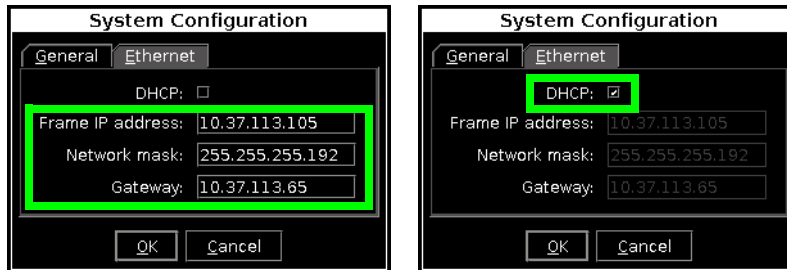 System Configuration
General Ethernet
DHCP:
Frame IP address: 10.37.113.105
Network mask: 255.255.255.192
Gateway: 10.37.113.65
OK Cancel
System Configuration
General Ethernet
DHCP:
Frame IP address: 10.37.113.105
Network mask: 255.255.255.192
Gateway: 10.37.113.65
OK Cancel